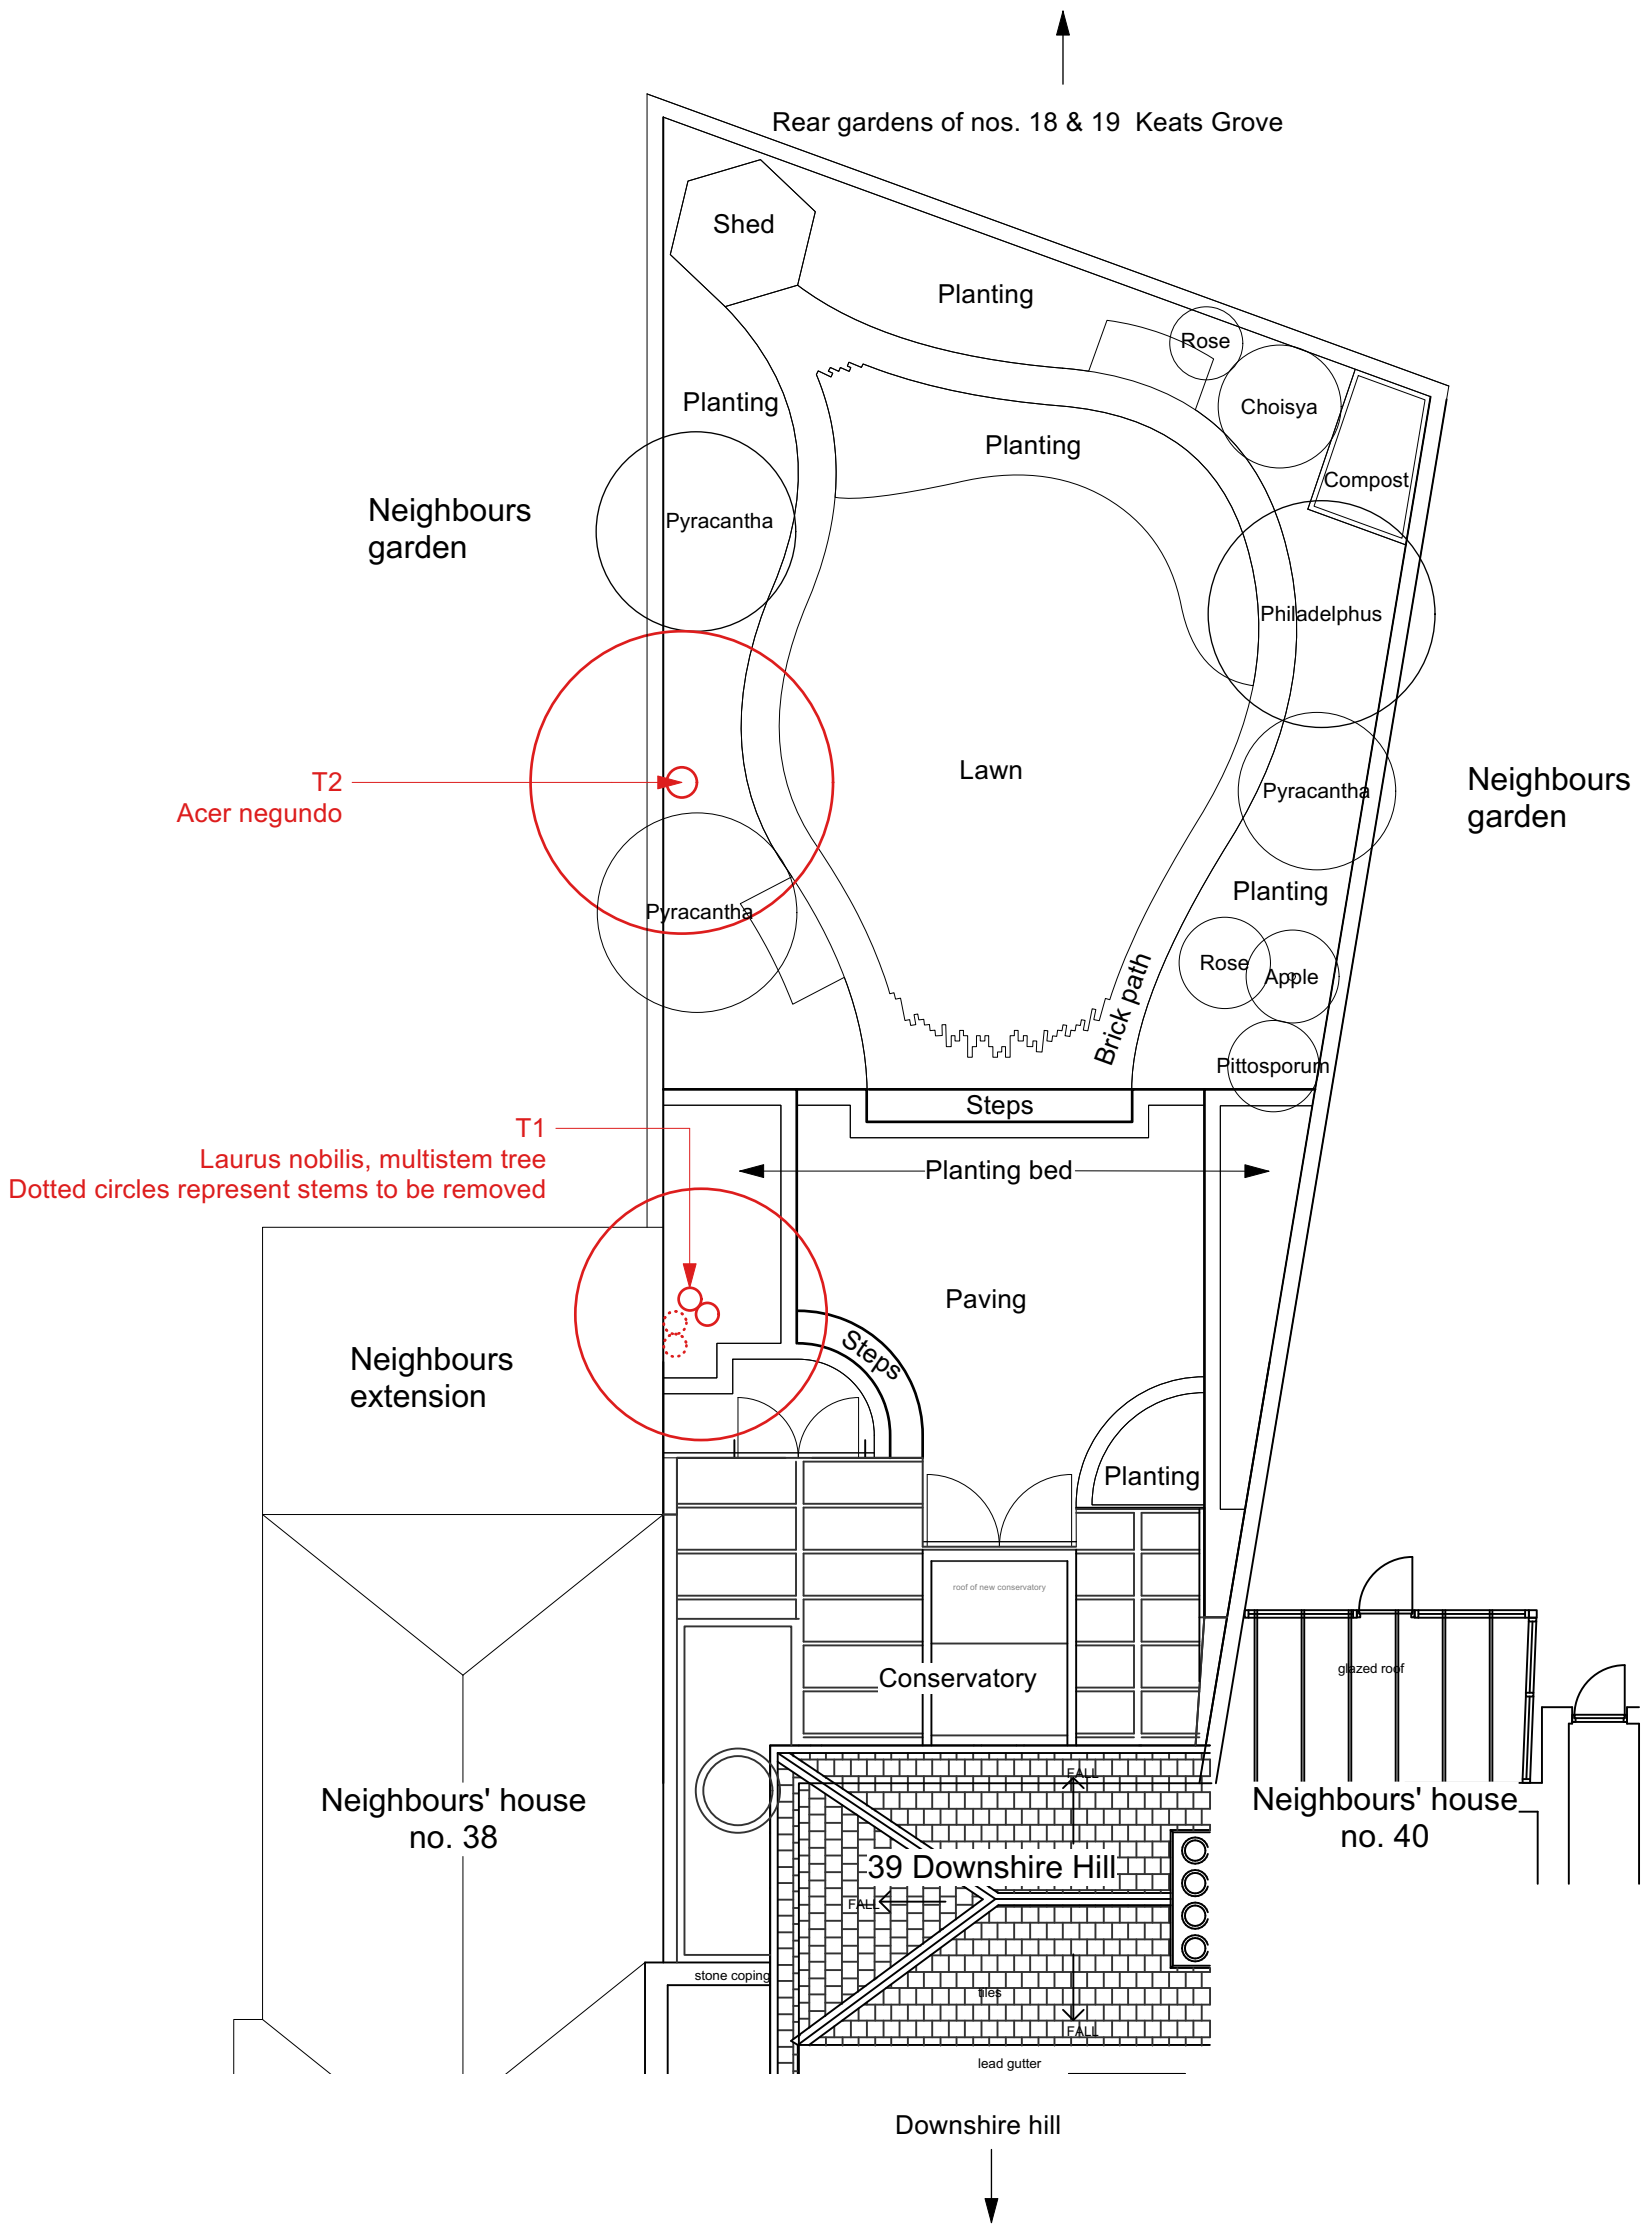 Rear gardens of nos. 18 & 19 Keats Grove
Shed
Planting
Rose
Planting
Choisya
Planting
Compost
Neighbours
garden
Pyracantha
Philadelphus
T2
Acer negundo
Lawn
Pyracantha
Neighbours
garden
Planting
Pyracantha
Rose
Apple
Brick path
Pittosporum
Steps
T1
Laurus nobilis, multistem tree
Dotted circles represent stems to be removed
Planting bed
Paving
Steps
Neighbours
extension
Planting
roof of new conservatory
Conservatory
glazed roof
FALL
Neighbours' house
no. 38
Neighbours' house
no. 40
39 Downshire Hill
FALL
stone coping
tiles
FALL
lead gutter
Downshire hill